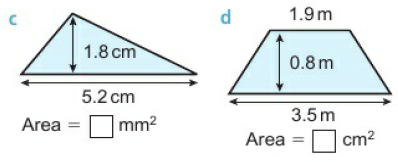 c
1.8 cm
5.2 cm
Area = □ mm²
d
1.9 m
0.8 m
3.5 m
Area = □ cm²